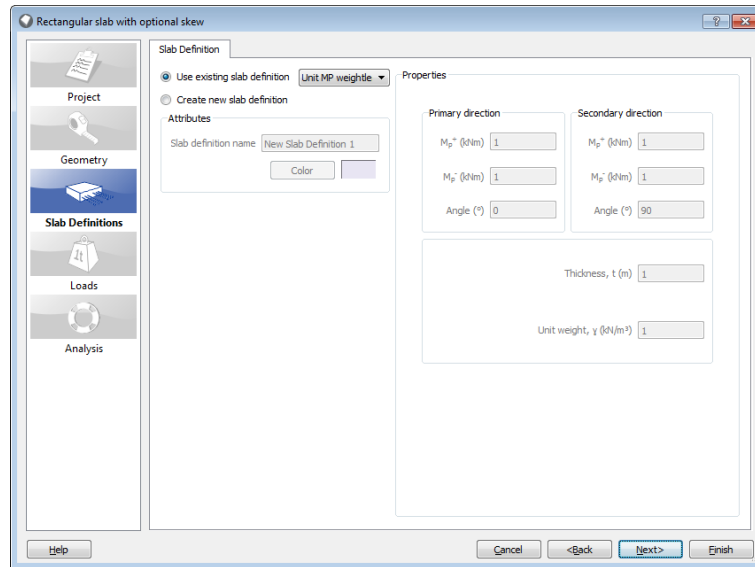 Rectangular slab with optional skew
Project
Geometry
Slab Definitions
Loads
Analysis
Slab Definition
Use existing slab definition Unit MP weightle
Create new slab definition
Attributes
Slab definition name New Slab Definition 1
Color
Properties
Primary direction
Mp⁺ (kNm) 1
Mp⁻ (kNm) 1
Angle (°) 0
Secondary direction
Mp⁺ (kNm) 1
Mp⁻ (kNm) 1
Angle (°) 90
Thickness, t (m) 1
Unit weight, γ (kN/m³) 1
Help
Cancel
<Back
Next>
Finish